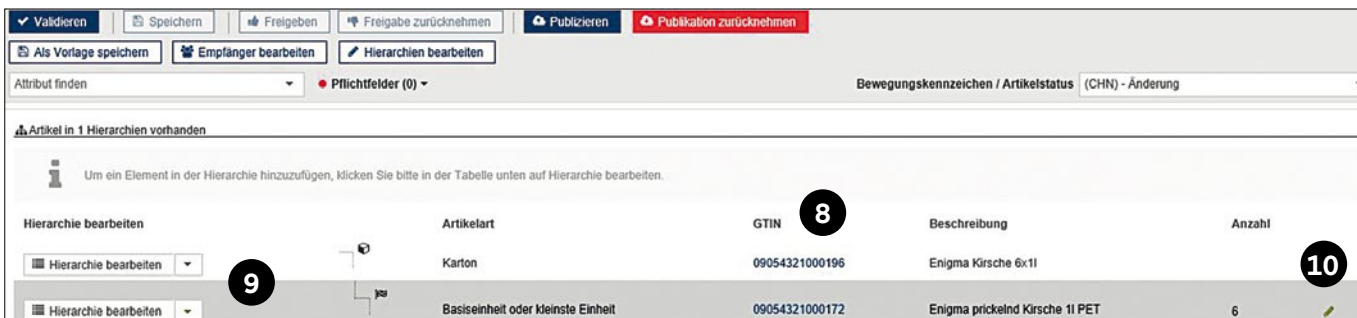 Validieren Speichern Freigeben Freigabe zurücknehmen Publizieren Publikation zurücknehmen
Als Vorlage speichern Empfänger bearbeiten Hierarchien bearbeiten
Attribut finden Pflichtfelder (0) Bewegungskennzeichen / Artikelstatus (CHN) - Änderung
Artikel in 1 Hierarchien vorhanden
Um ein Element in der Hierarchie hinzuzufügen, klicken Sie bitte in der Tabelle unten auf Hierarchie bearbeiten.
Hierarchie bearbeiten Artikelart GTIN 8 Beschreibung Anzahl
Hierarchie bearbeiten Karton 09054321000196 Enigma Kirsche 6x1l 10
9
Hierarchie bearbeiten Basiseinheit oder kleinste Einheit 09054321000172 Enigma prickelnd Kirsche 1l PET 6